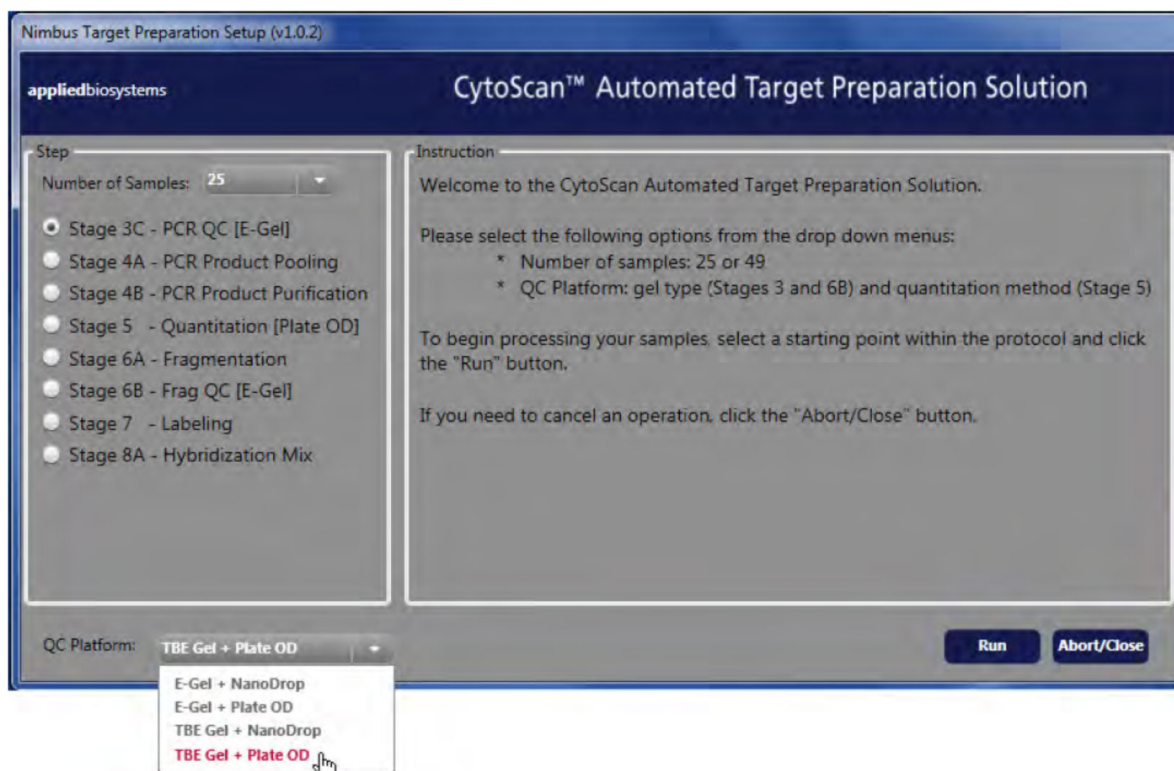 Nimbus Target Preparation Setup (v1.0.2)
appliedbiosystems
CytoScan™ Automated Target Preparation Solution
Step
Number of Samples: 25
Stage 3C - PCR QC [E-Gel]
Stage 4A - PCR Product Pooling
Stage 4B - PCR Product Purification
Stage 5 - Quantitation [Plate OD]
Stage 6A - Fragmentation
Stage 6B - Frag QC [E-Gel]
Stage 7 - Labeling
Stage 8A - Hybridization Mix
Instruction
Welcome to the CytoScan Automated Target Preparation Solution.
Please select the following options from the drop down menus:
* Number of samples: 25 or 49
* QC Platform: gel type (Stages 3 and 6B) and quantitation method (Stage 5)
To begin processing your samples, select a starting point within the protocol and click
the "Run" button.
If you need to cancel an operation, click the "Abort/Close" button.
QC Platform: TBE Gel + Plate OD
Run
Abort/Close
E-Gel + NanoDrop
E-Gel + Plate OD
TBE Gel + NanoDrop
TBE Gel + Plate OD